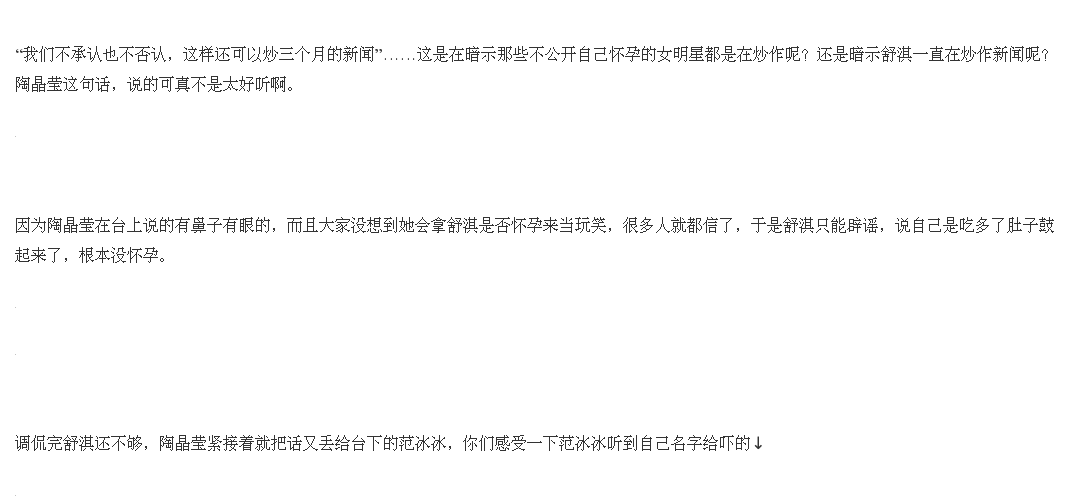 “我们不承认也不否认，这样还可以炒三个月的新闻”……这是在暗示那些不公开自己怀孕的女明星都是在炒作呢？还是暗示舒淇一直在炒作新闻呢？
陶晶莹这句话，说的可真不是太好听啊。
因为陶晶莹在台上说的有鼻子有眼的，而且大家没想到她会拿舒淇是否怀孕来当玩笑，很多人就都信了，于是舒淇只能辟谣，说自己是吃多了肚子鼓
起来了，根本没怀孕。
调侃完舒淇还不够，陶晶莹紧接着就把话又丢给台下的范冰冰，你们感受一下范冰冰听到自己名字给吓的↓